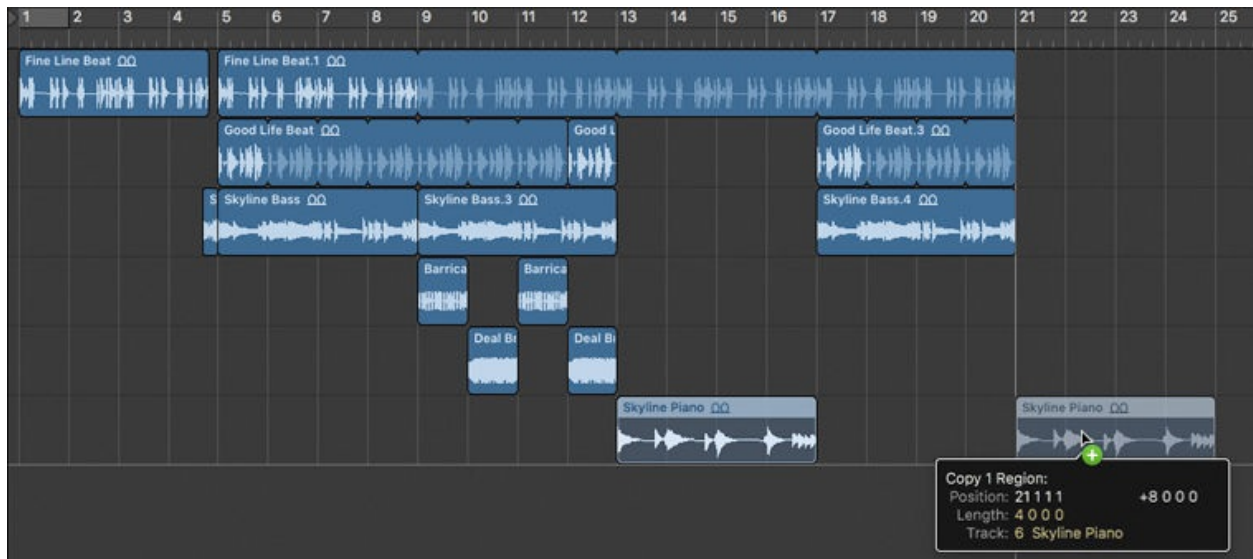 1 2 3 4 5 6 7 8 9 10 11 12 13 14 15 16 17 18 19 20 21 22 23 24 25
Fine Line Beat Fine Line Beat.1
Good Life Beat Good L Good Life Beat.3
S Skyline Bass Skyline Bass.3 Skyline Bass.4
Barrica Barrica
Deal Br Deal Br
Skyline Piano Skyline Piano
Copy 1 Region:
Position: 21 1 1 1 +8 0 0 0
Length: 4 0 0 0
Track: 6 Skyline Piano